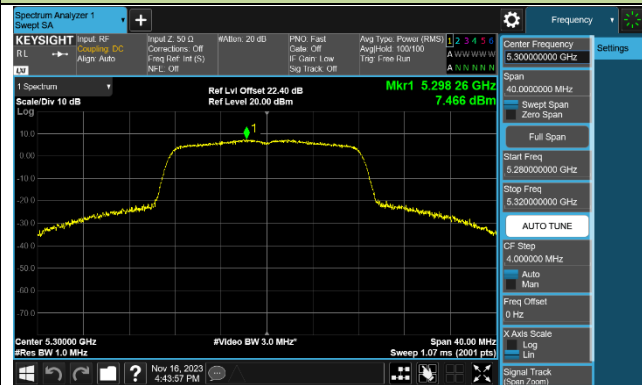 Spectrum Analyzer 1
Swept SA
Frequency
KEYSIGHT
RL
LXI
Input: RF
Coupling: DC
Align: Auto
Input Z: 50 Ω
Corrections: Off
Freq Ref: Int (S)
NFE: Off
#Atten: 20 dB
PNO: Fast
Gate: Off
IF Gain: Low
Sig Track: Off
Avg Type: Power (RMS)
Avg|Hold: 100/100
Trig: Free Run
1 2 3 4 5 6
A W W W W W
A N N N N N
Center Frequency
5.300000000 GHz
Settings
Span
40.0000000 MHz
Swept Span
Zero Span
Full Span
Start Freq
5.280000000 GHz
Stop Freq
5.320000000 GHz
AUTO TUNE
CF Step
4.000000 MHz
Auto
Man
Freq Offset
0 Hz
X Axis Scale
Log
Lin
Signal Track
(Span Zoom)
1 Spectrum
Scale/Div 10 dB
Log
Ref Lvl Offset 22.40 dB
Ref Level 20.00 dBm
Mkr1 5.298 26 GHz
7.466 dBm
1
10.0
0.00
-10.0
-20.0
-30.0
-40.0
-50.0
-60.0
-70.0
Center 5.30000 GHz
#Res BW 1.0 MHz
#Video BW 3.0 MHz*
Span 40.00 MHz
Sweep 1.07 ms (2001 pts)
Nov 16, 2023
4:43:57 PM